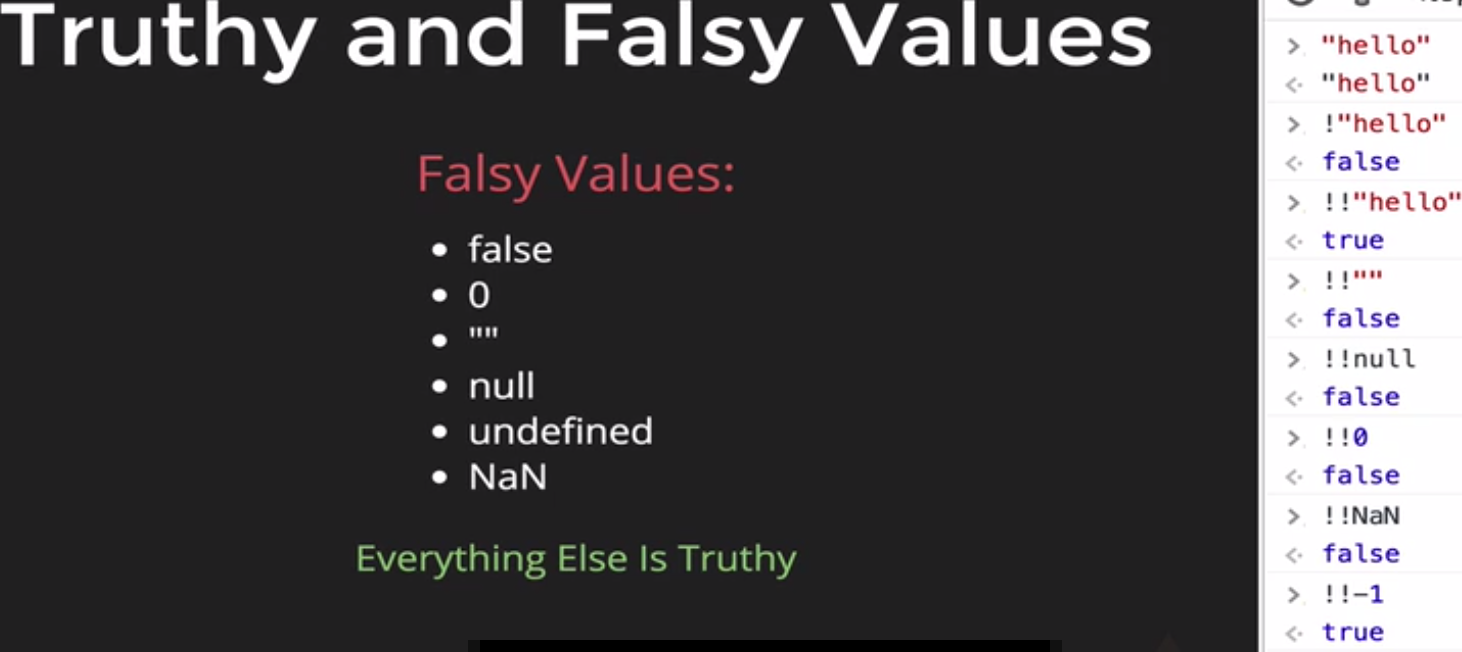 Truthy and Falsy Values
Falsy Values:
• false
• 0
• ""
• null
• undefined
• NaN
Everything Else Is Truthy
> "hello"
<· "hello"
> !"hello"
<· false
> !!"hello"
<· true
> !!""
<· false
> !!null
<· false
> !!0
<· false
> !!NaN
<· false
> !!-1
<· true